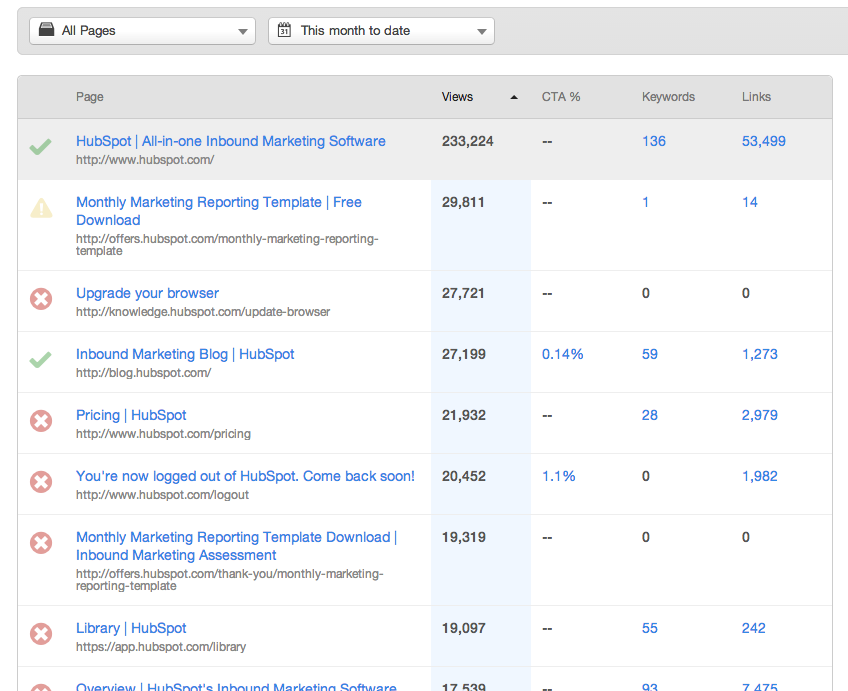 All Pages
31 This month to date
Page Views CTA % Keywords Links
HubSpot | All-in-one Inbound Marketing Software 233,224 -- 136 53,499
http://www.hubspot.com/
Monthly Marketing Reporting Template | Free 29,811 -- 1 14
Download
http://offers.hubspot.com/monthly-marketing-reporting-
template
Upgrade your browser 27,721 -- 0 0
http://knowledge.hubspot.com/update-browser
Inbound Marketing Blog | HubSpot 27,199 0.14% 59 1,273
http://blog.hubspot.com/
Pricing | HubSpot 21,932 -- 28 2,979
http://www.hubspot.com/pricing
You're now logged out of HubSpot. Come back soon! 20,452 1.1% 0 1,982
http://www.hubspot.com/logout
Monthly Marketing Reporting Template Download | 19,319 -- 0 0
Inbound Marketing Assessment
http://offers.hubspot.com/thank-you/monthly-marketing-
reporting-template
Library | HubSpot 19,097 -- 55 242
https://app.hubspot.com/library
Overview | HubSpot's Inbound Marketing Software 17,539 -- 93 7,475